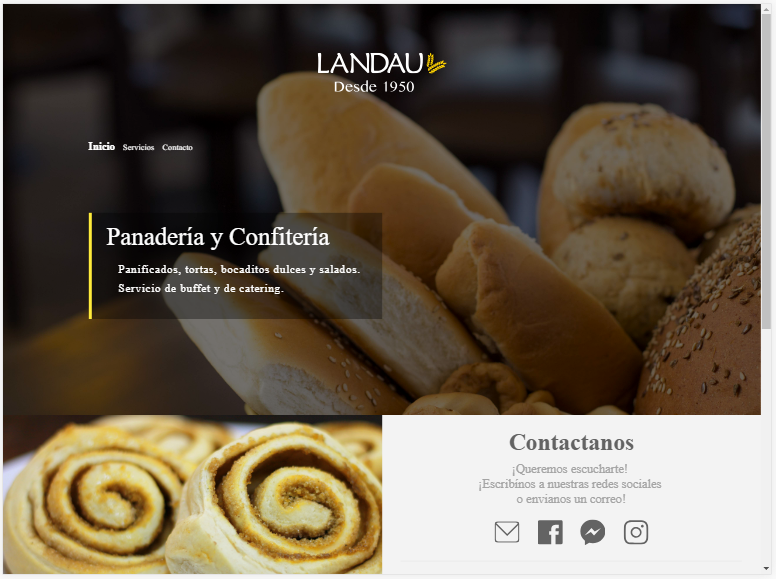 LANDAU
Desde 1950
Inicio Servicios Contacto
Panadería y Confitería
Panificados, tortas, bocaditos dulces y salados.
Servicio de buffet y de catering.
Contactanos
¡Queremos escucharte!
¡Escribínos a nuestras redes sociales
o envianos un correo!